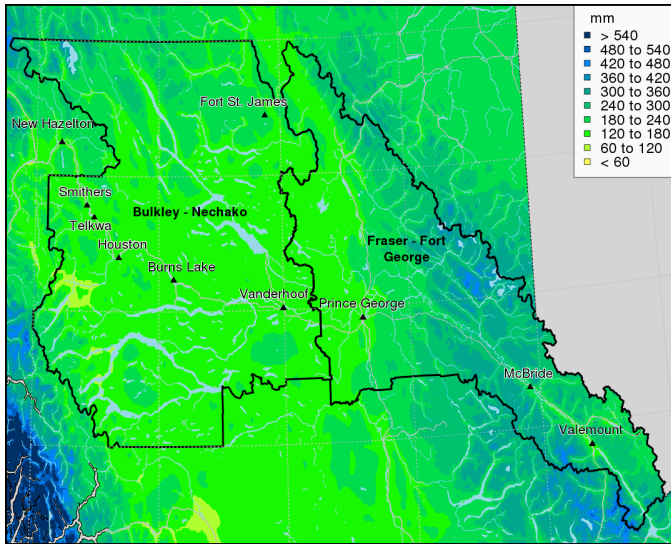 mm
> 540
480 to 540
420 to 480
360 to 420
300 to 360
240 to 300
180 to 240
120 to 180
60 to 120
< 60
Fort St. James
New Hazelton
Smithers
Telkwa
Bulkley - Nechako
Houston
Burns Lake
Fraser - Fort
George
Vanderhoof
Prince George
McBride
Valemount